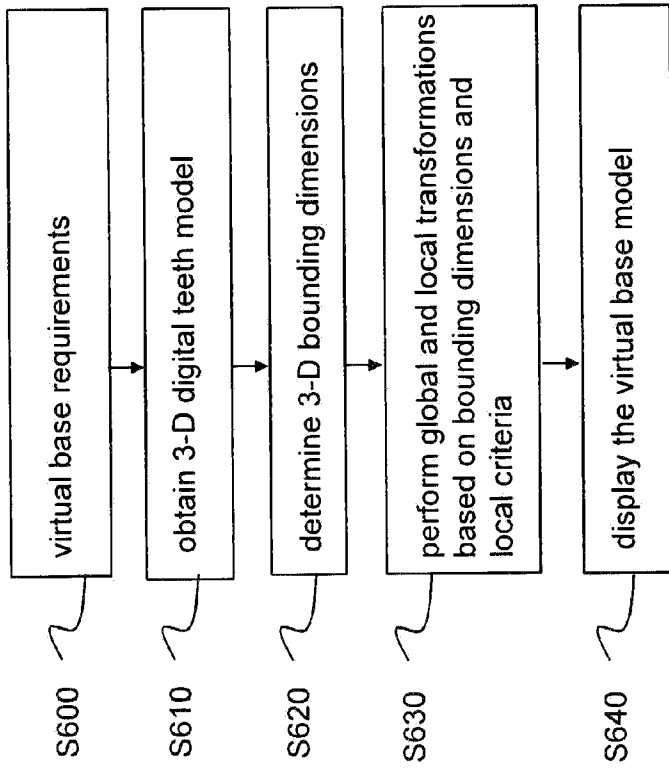 S600
virtual base requirements
S610
obtain 3-D digital teeth model
S620
determine 3-D bounding dimensions
S630
perform global and local transformations
based on bounding dimensions and
local criteria
S640
display the virtual base model